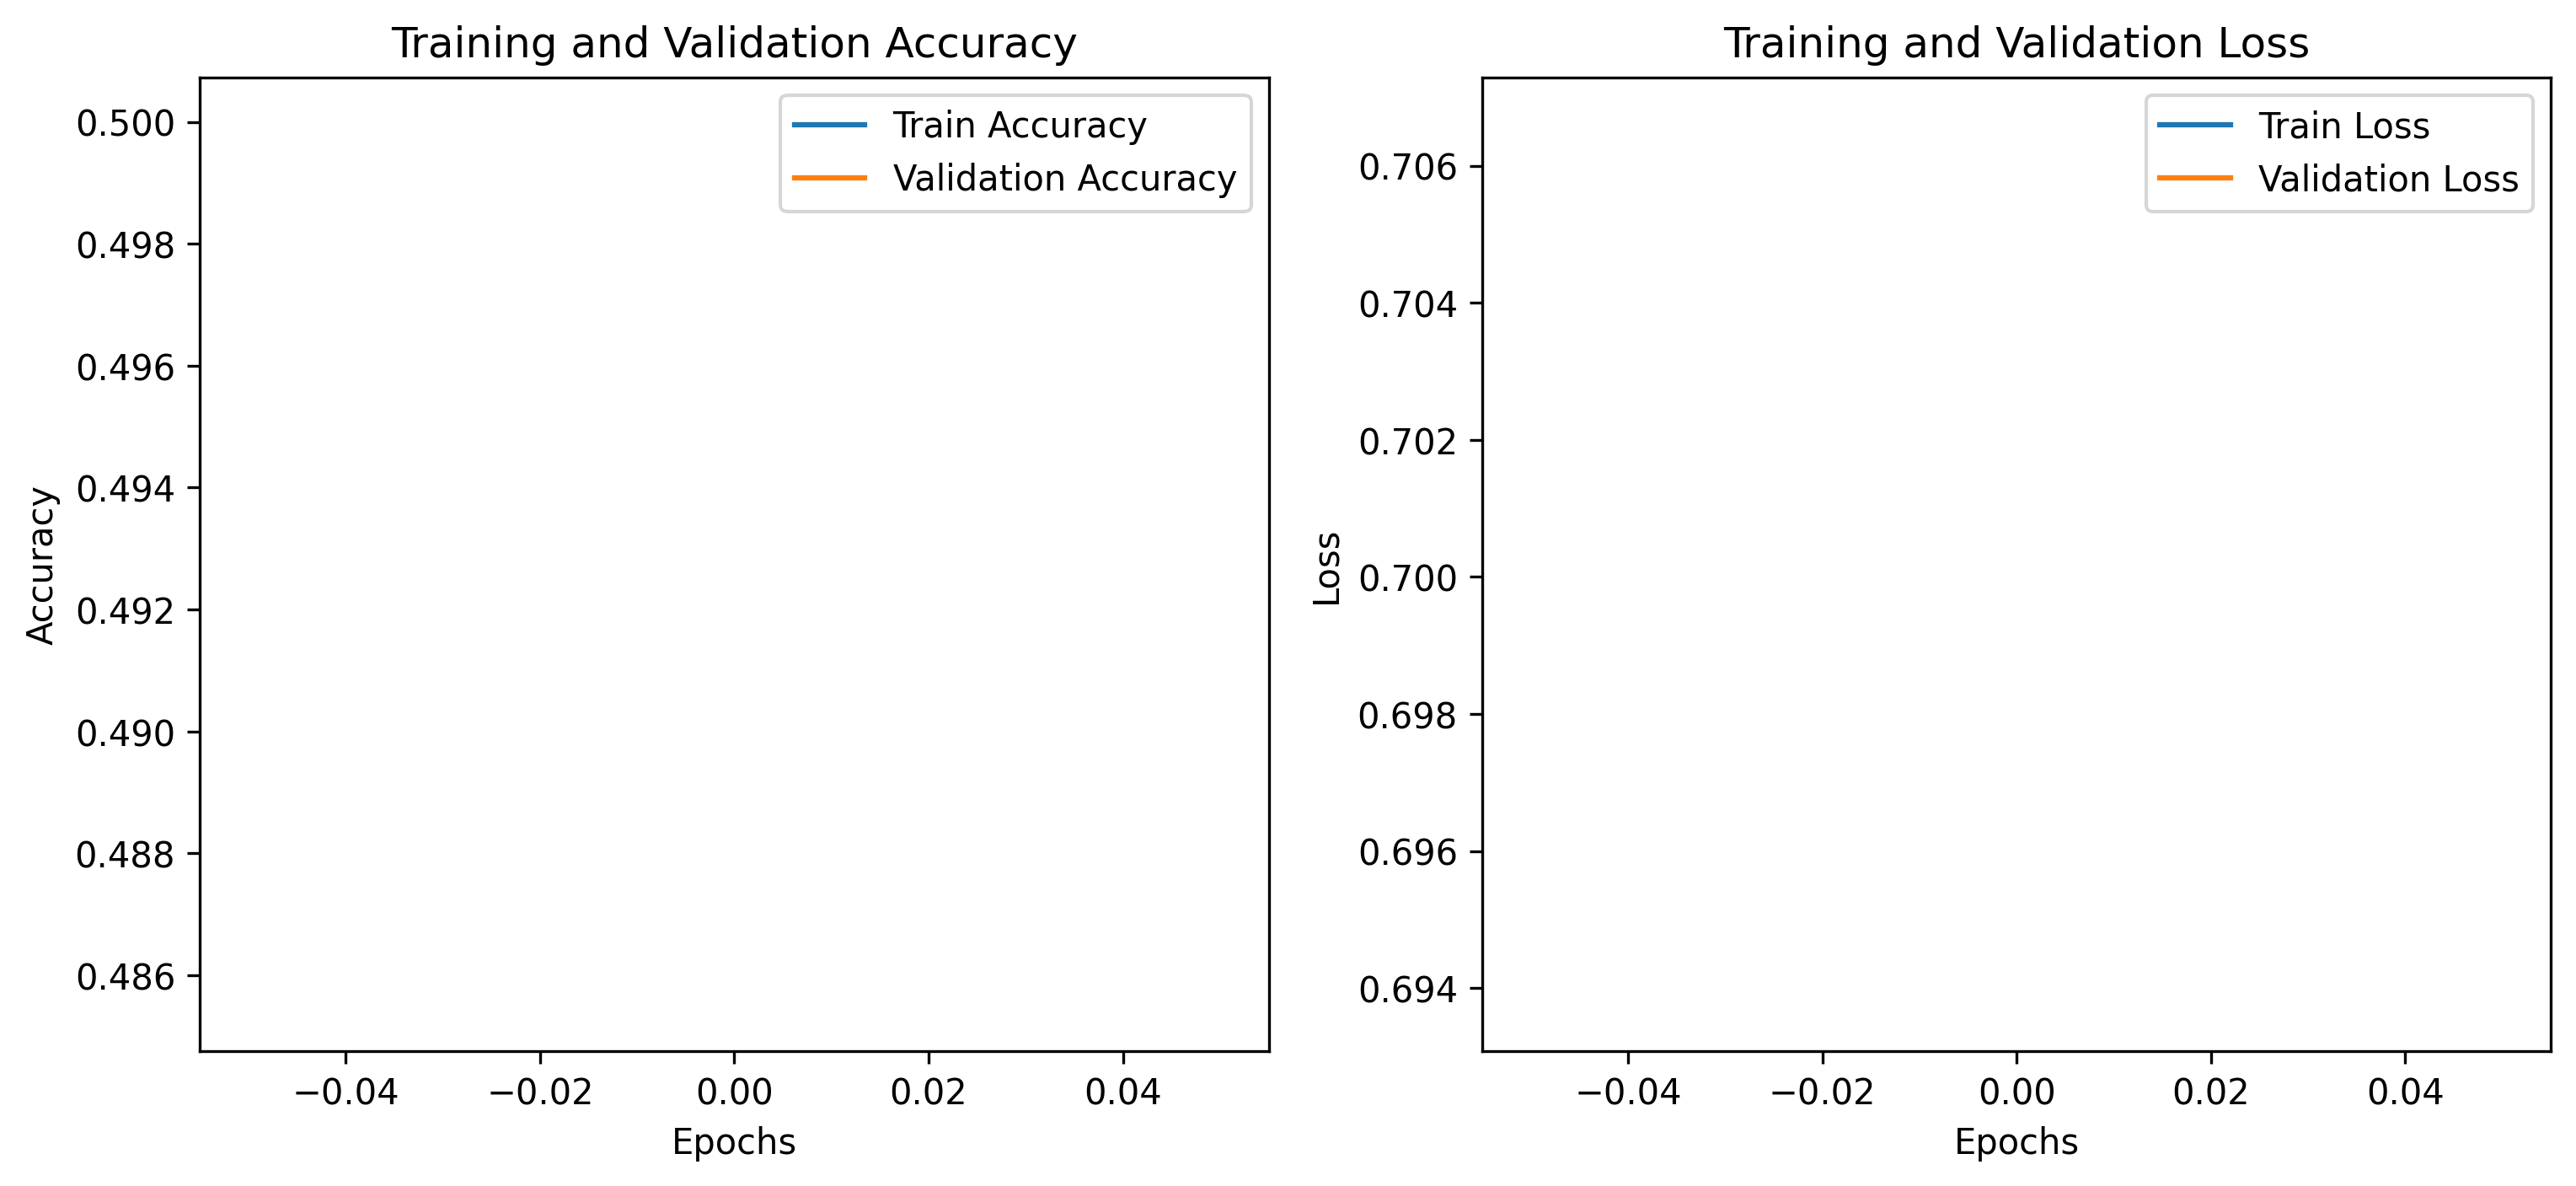 Training and Validation Accuracy
Train Accuracy
Validation Accuracy
0.500
0.498
0.496
0.494
0.492
0.490
0.488
0.486
Accuracy
−0.04 −0.02 0.00 0.02 0.04
Epochs
Training and Validation Loss
Train Loss
Validation Loss
0.706
0.704
0.702
0.700
0.698
0.696
0.694
Loss
−0.04 −0.02 0.00 0.02 0.04
Epochs